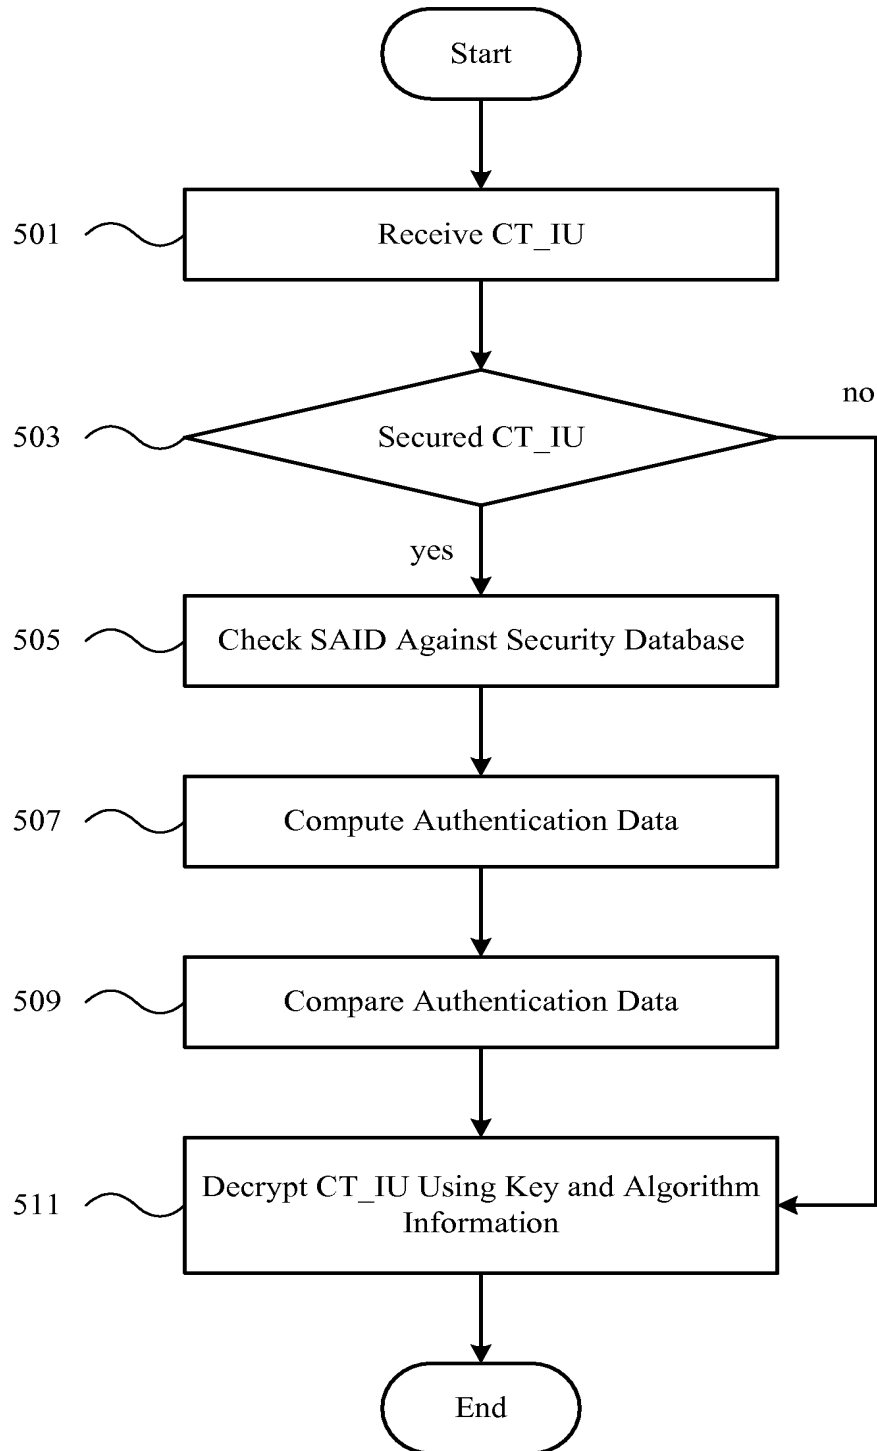 Start
501
Receive CT_IU
no
503
Secured CT_IU
yes
505
Check SAID Against Security Database
507
Compute Authentication Data
509
Compare Authentication Data
511
Decrypt CT_IU Using Key and Algorithm
Information
End